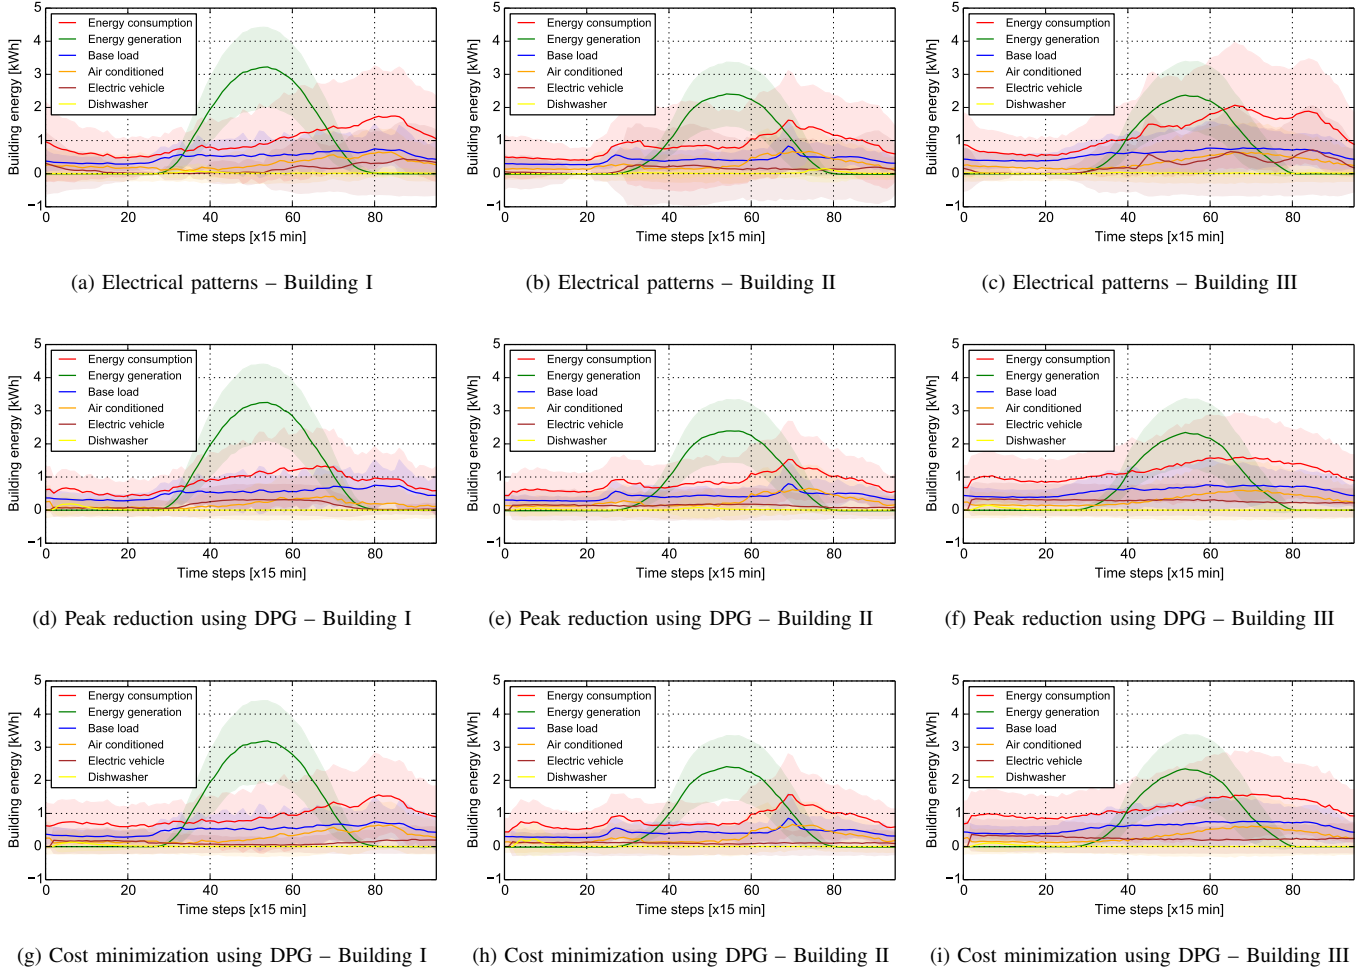 Building energy [kWh]
5
4
3
2
1
0
−1
Energy consumption
Energy generation
Base load
Air conditioned
Electric vehicle
Dishwasher
0 20 40 60 80
Time steps [x15 min]
(a) Electrical patterns – Building I
Building energy [kWh]
5
4
3
2
1
0
−1
Energy consumption
Energy generation
Base load
Air conditioned
Electric vehicle
Dishwasher
0 20 40 60 80
Time steps [x15 min]
(b) Electrical patterns – Building II
Building energy [kWh]
5
4
3
2
1
0
−1
Energy consumption
Energy generation
Base load
Air conditioned
Electric vehicle
Dishwasher
0 20 40 60 80
Time steps [x15 min]
(c) Electrical patterns – Building III
Building energy [kWh]
5
4
3
2
1
0
−1
Energy consumption
Energy generation
Base load
Air conditioned
Electric vehicle
Dishwasher
0 20 40 60 80
Time steps [x15 min]
(d) Peak reduction using DPG – Building I
Building energy [kWh]
5
4
3
2
1
0
−1
Energy consumption
Energy generation
Base load
Air conditioned
Electric vehicle
Dishwasher
0 20 40 60 80
Time steps [x15 min]
(e) Peak reduction using DPG – Building II
Building energy [kWh]
5
4
3
2
1
0
−1
Energy consumption
Energy generation
Base load
Air conditioned
Electric vehicle
Dishwasher
0 20 40 60 80
Time steps [x15 min]
(f) Peak reduction using DPG – Building III
Building energy [kWh]
5
4
3
2
1
0
−1
Energy consumption
Energy generation
Base load
Air conditioned
Electric vehicle
Dishwasher
0 20 40 60 80
Time steps [x15 min]
(g) Cost minimization using DPG – Building I
Building energy [kWh]
5
4
3
2
1
0
−1
Energy consumption
Energy generation
Base load
Air conditioned
Electric vehicle
Dishwasher
0 20 40 60 80
Time steps [x15 min]
(h) Cost minimization using DPG – Building II
Building energy [kWh]
5
4
3
2
1
0
−1
Energy consumption
Energy generation
Base load
Air conditioned
Electric vehicle
Dishwasher
0 20 40 60 80
Time steps [x15 min]
(i) Cost minimization using DPG – Building III